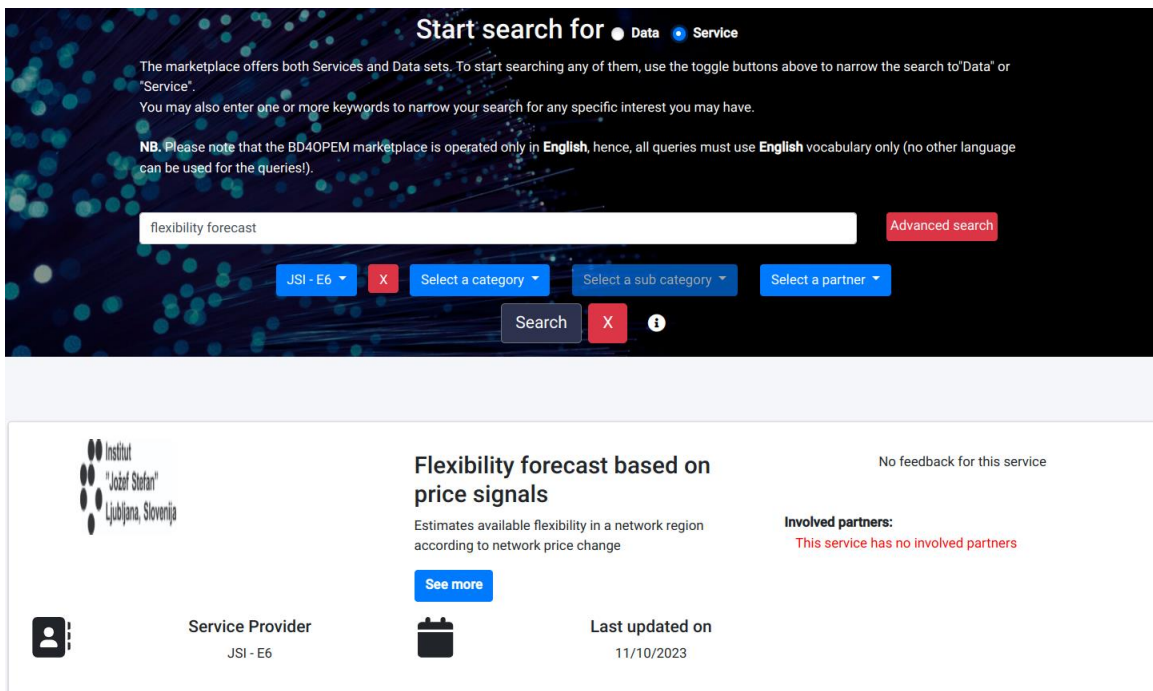 Start search for Data Service
The marketplace offers both Services and Data sets. To start searching any of them, use the toggle buttons above to narrow the search to"Data" or
"Service".
You may also enter one or more keywords to narrow your search for any specific interest you may have.
NB. Please note that the BD4OPEM marketplace is operated only in English, hence, all queries must use English vocabulary only (no other language
can be used for the queries!).
flexibility forecast
Advanced search
JSI - E6 X Select a category Select a sub category Select a partner
Search X
Institut
"Jožef Stefan"
Ljubljana, Slovenija
Flexibility forecast based on
price signals
Estimates available flexibility in a network region
according to network price change
See more
No feedback for this service
Involved partners:
This service has no involved partners
Service Provider
JSI - E6
Last updated on
11/10/2023